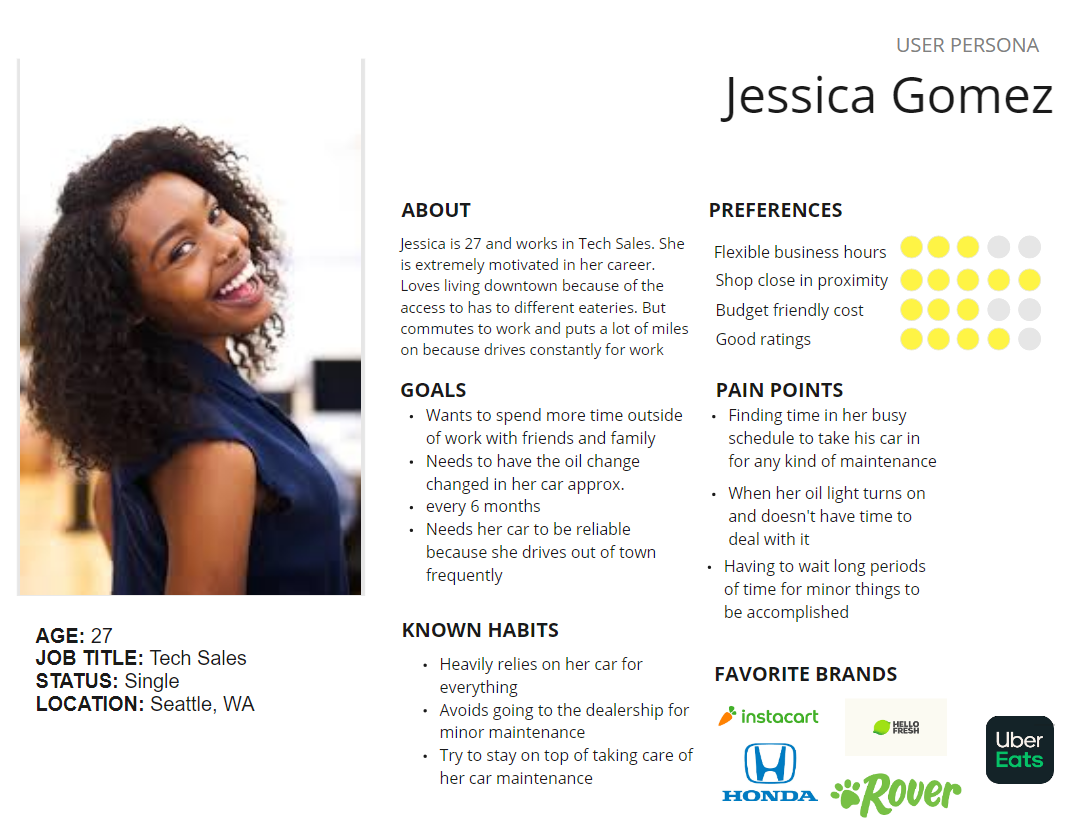 USER PERSONA
Jessica Gomez
ABOUT
Jessica is 27 and works in Tech Sales. She
is extremely motivated in her career.
Loves living downtown because of the
access to has to different eateries. But
commutes to work and puts a lot of miles
on because drives constantly for work
PREFERENCES
Flexible business hours
Shop close in proximity
Budget friendly cost
Good ratings
GOALS
• Wants to spend more time outside
of work with friends and family
• Needs to have the oil change
changed in her car approx.
• every 6 months
• Needs her car to be reliable
because she drives out of town
frequently
PAIN POINTS
• Finding time in her busy
schedule to take his car in
for any kind of maintenance
• When her oil light turns on
and doesn't have time to
deal with it
• Having to wait long periods
of time for minor things to
be accomplished
AGE: 27
JOB TITLE: Tech Sales
STATUS: Single
LOCATION: Seattle, WA
KNOWN HABITS
• Heavily relies on her car for
everything
• Avoids going to the dealership for
minor maintenance
• Try to stay on top of taking care of
her car maintenance
FAVORITE BRANDS
instacart
HELLO
FRESH
Uber
Eats
HONDA
Rover